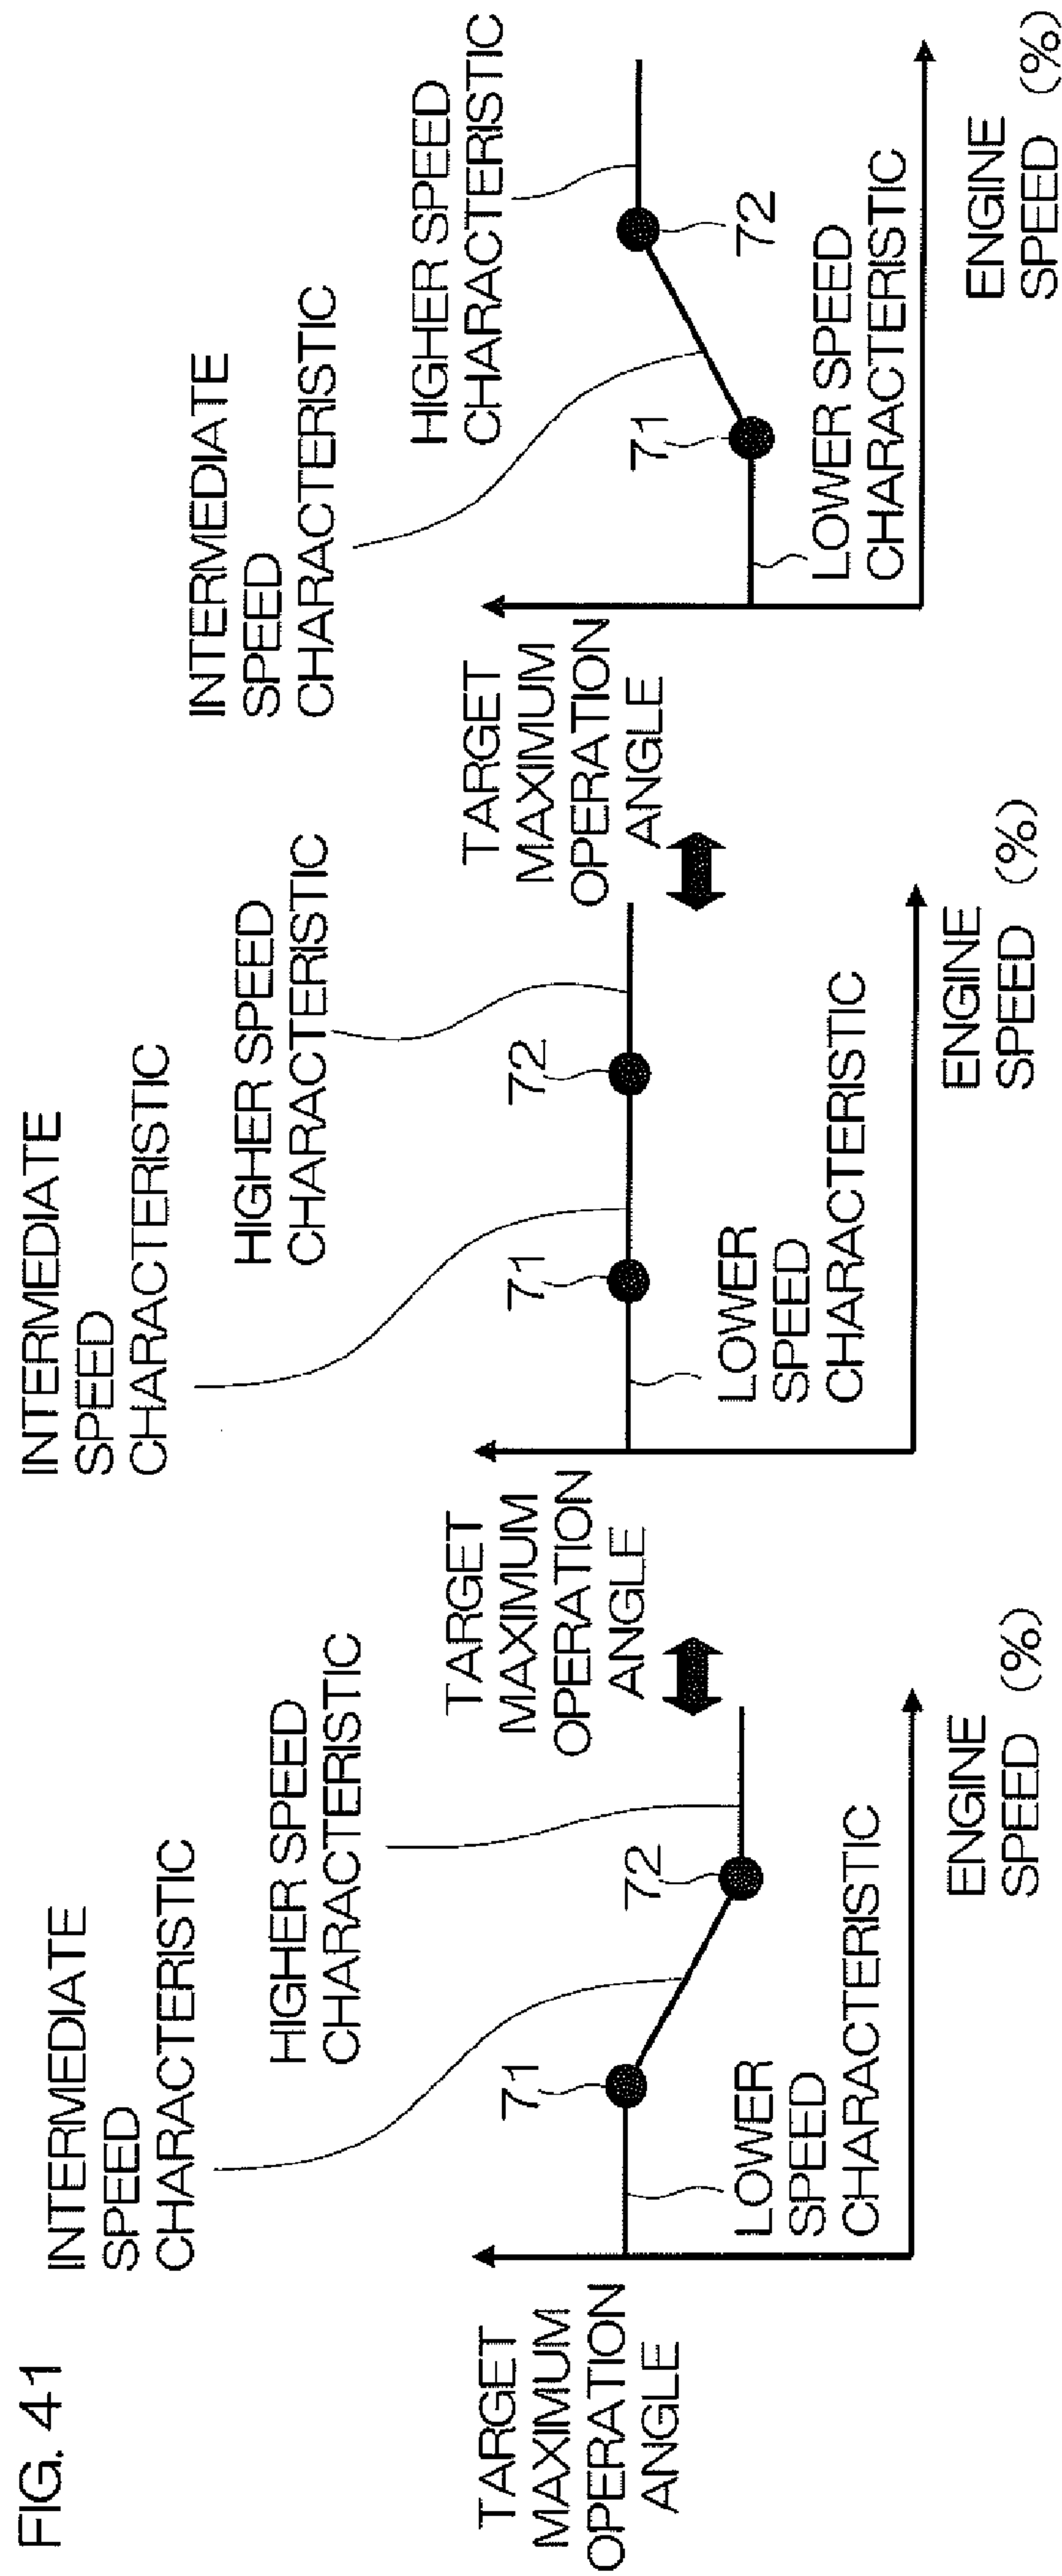 FIG. 41
INTERMEDIATE
SPEED
CHARACTERISTIC
HIGHER SPEED
CHARACTERISTIC
TARGET
MAXIMUM
OPERATION
ANGLE
71
72
LOWER
SPEED
CHARACTERISTIC
ENGINE
SPEED (%)
INTERMEDIATE
SPEED
CHARACTERISTIC
HIGHER SPEED
CHARACTERISTIC
TARGET
MAXIMUM
OPERATION
ANGLE
71
72
LOWER
SPEED
CHARACTERISTIC
ENGINE
SPEED (%)
INTERMEDIATE
SPEED
CHARACTERISTIC
HIGHER SPEED
CHARACTERISTIC
TARGET
MAXIMUM
OPERATION
ANGLE
71
72
LOWER SPEED
CHARACTERISTIC
ENGINE
SPEED (%)